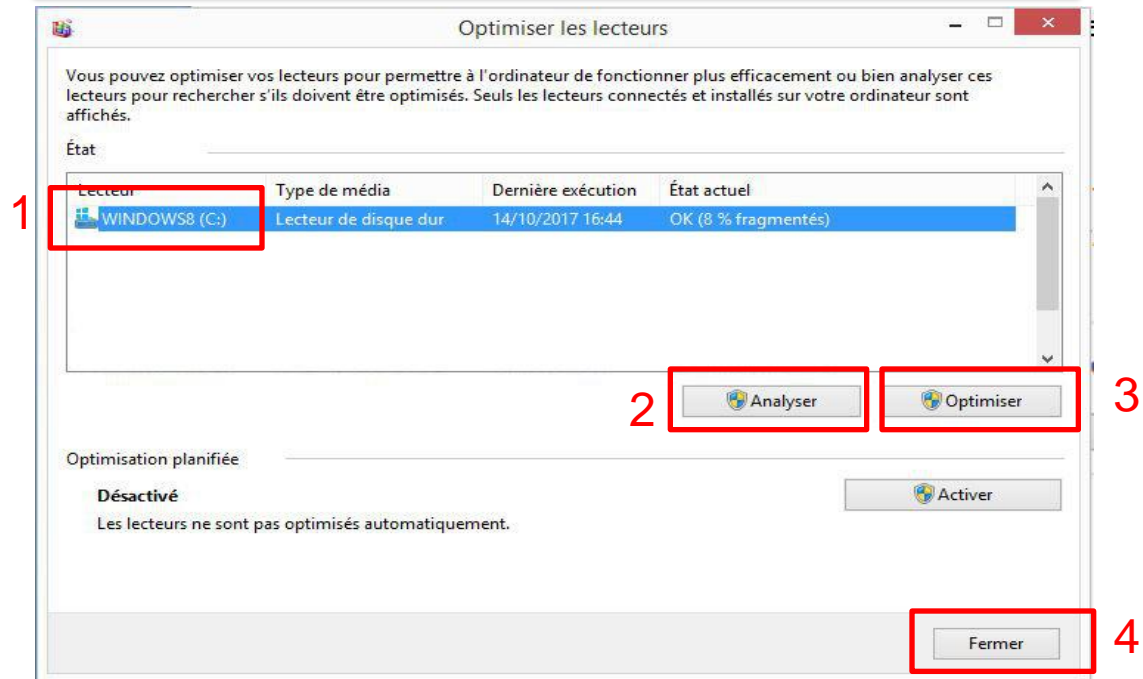 Optimiser les lecteurs
Vous pouvez optimiser vos lecteurs pour permettre à l'ordinateur de fonctionner plus efficacement ou bien analyser ces
lecteurs pour rechercher s'ils doivent être optimisés. Seuls les lecteurs connectés et installés sur votre ordinateur sont
affichés.
État
Lecteur Type de média Dernière exécution État actuel
1 WINDOWS8 (C:) Lecteur de disque dur 14/10/2017 16:44 OK (8 % fragmentés)
2 Analyser Optimiser 3
Optimisation planifiée
Désactivé Activer
Les lecteurs ne sont pas optimisés automatiquement.
Fermer 4